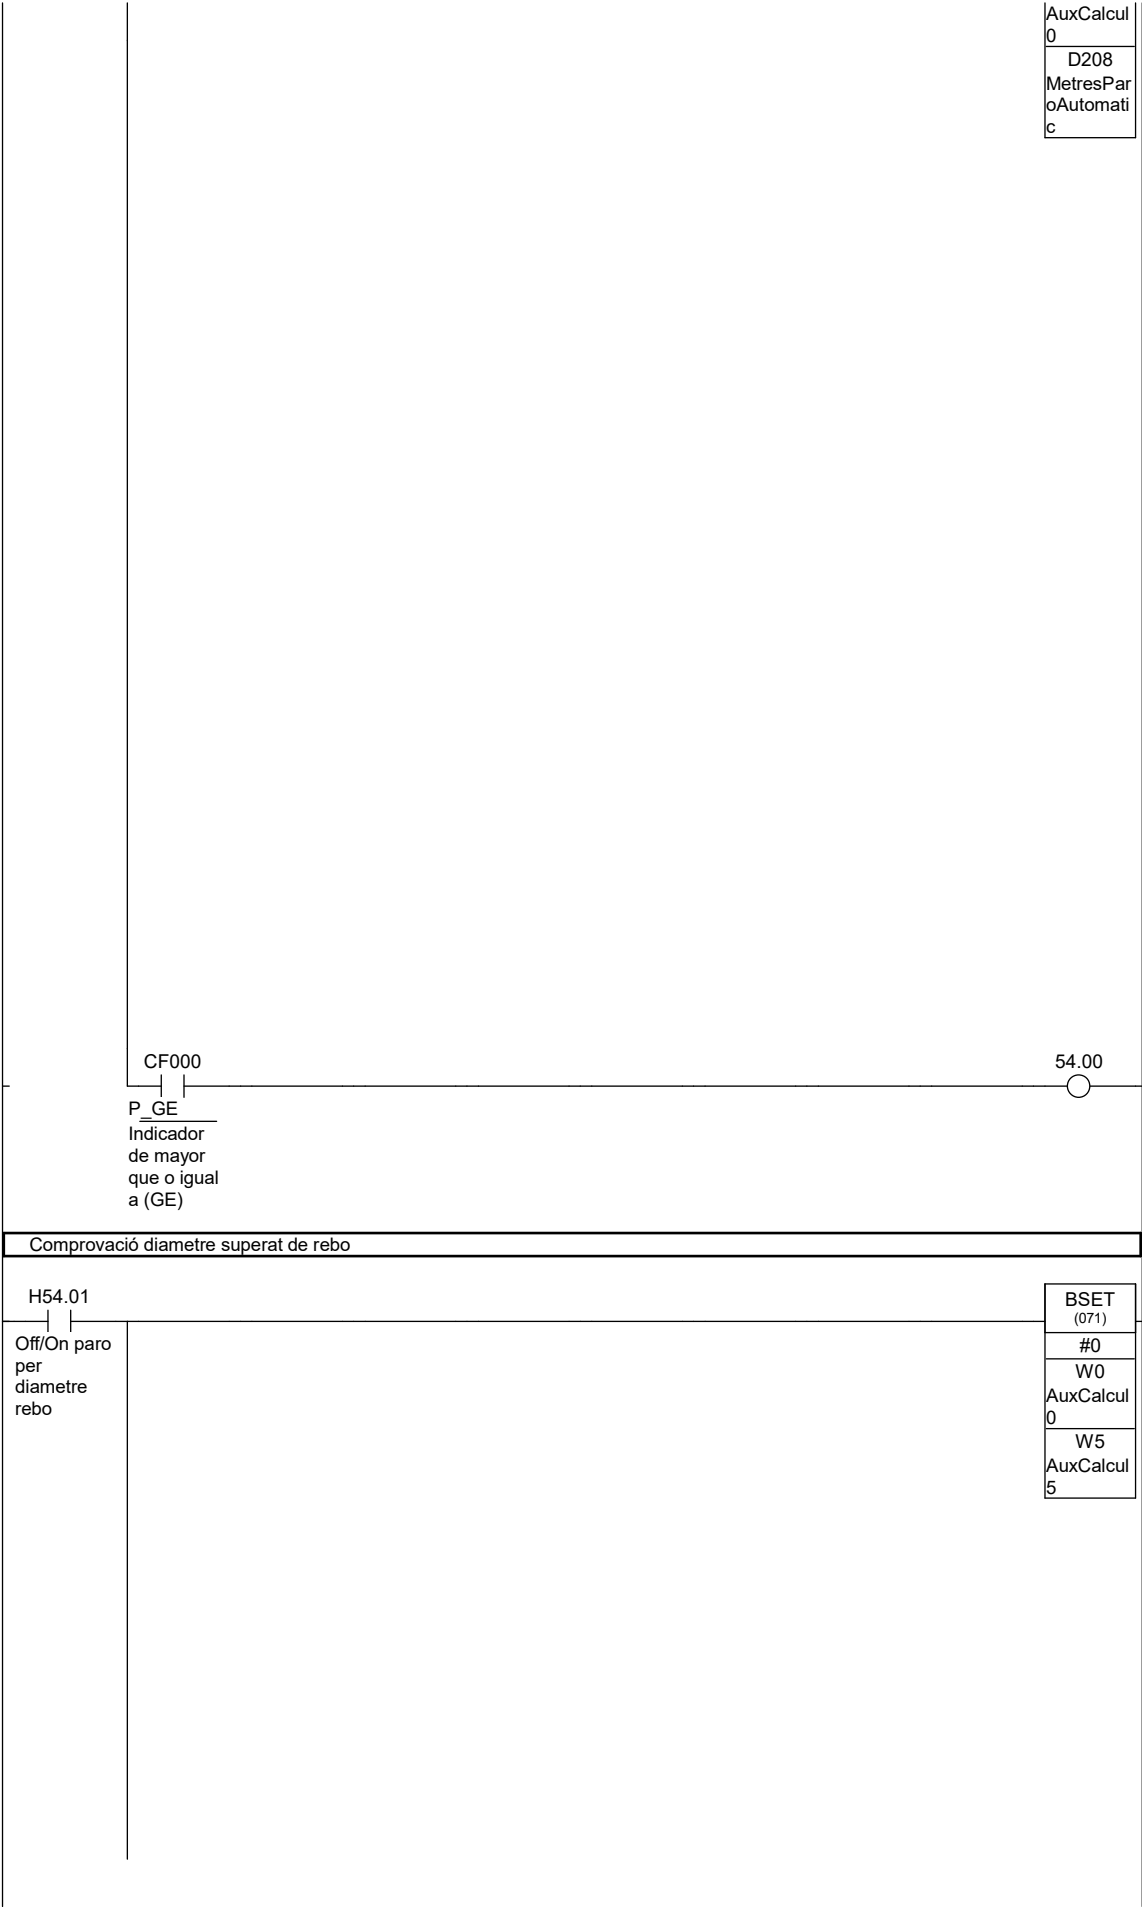 AuxCalcul
0
D208
MetresPar
oAutomati
c
CF000
54.00
P_GE
Indicador
de mayor
que o igual
a (GE)
Comprovació diametre superat de rebo
H54.01
Off/On paro
per
diametre
rebo
BSET
(071)
#0
W0
AuxCalcul
0
W5
AuxCalcul
5